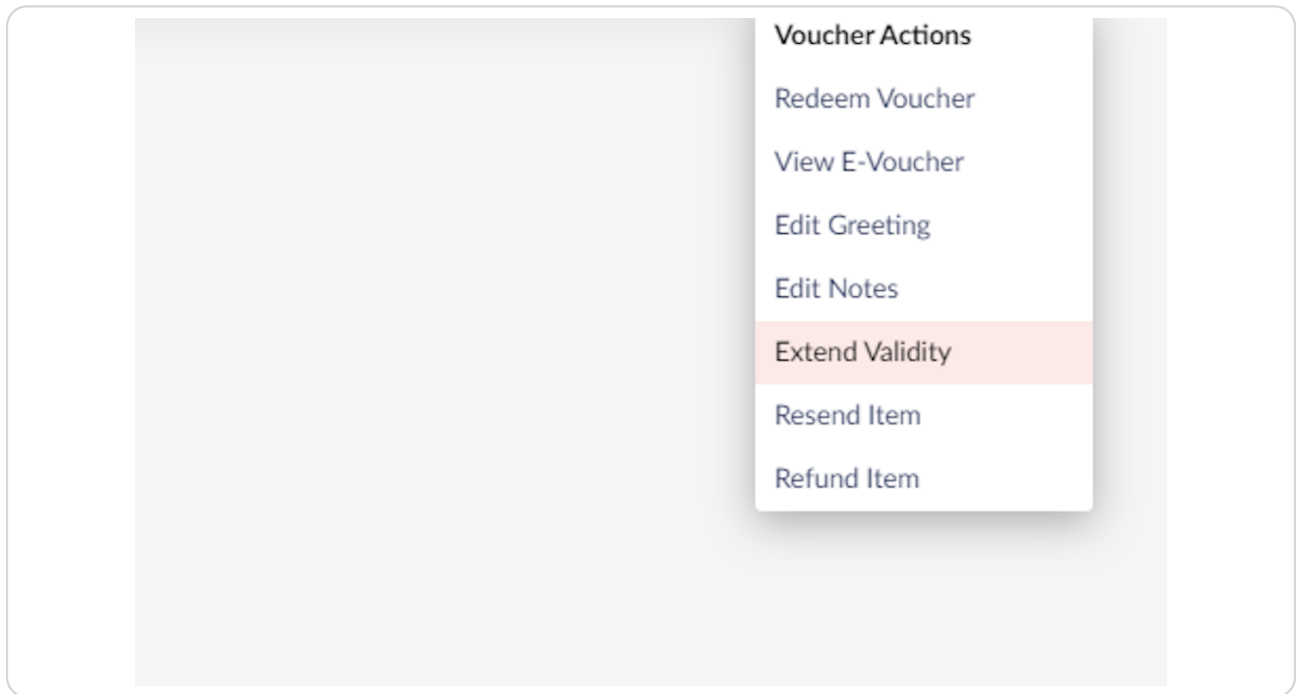 Voucher Actions
Redeem Voucher
View E-Voucher
Edit Greeting
Edit Notes
Extend Validity
Resend Item
Refund Item